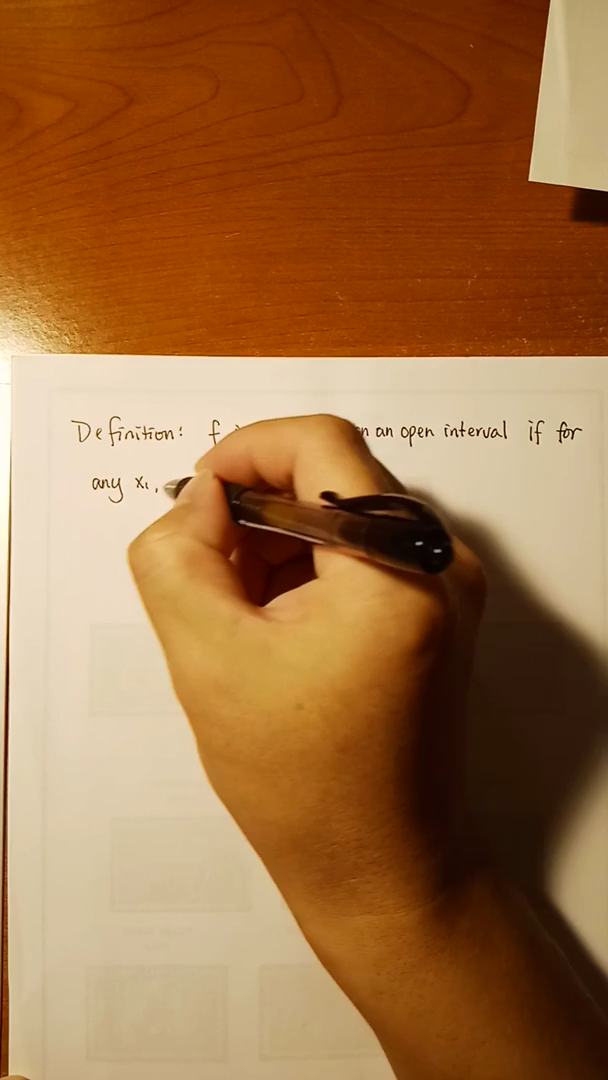 Definition: f an open interval if for
any x₁,